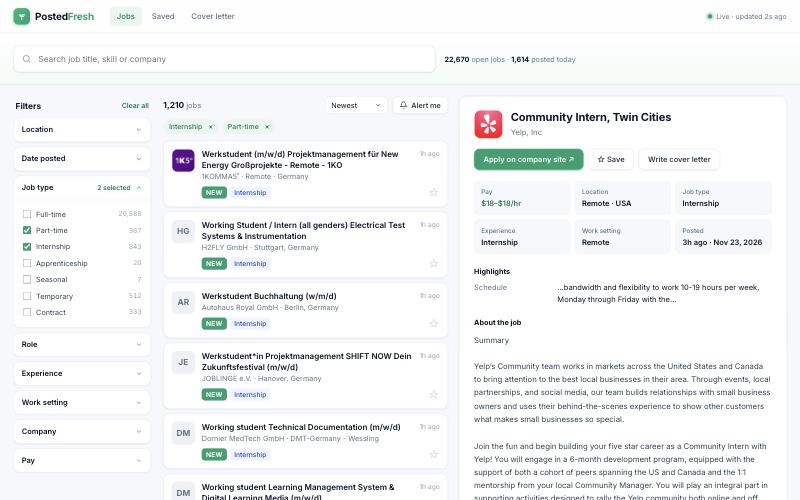 PostedFresh
Jobs
Saved
Cover letter
Live · updated 2s ago
Search job title, skill or company
22,670 open jobs · 1,614 posted today
Filters
Clear all
Location
Date posted
Job type
2 selected
Full-time 20,588
Part-time 367
Internship 843
Apprenticeship 20
Seasonal 7
Temporary 512
Contract 333
Role
Experience
Work setting
Company
Pay
1,210 jobs
Newest
Alert me
Internship ×
Part-time ×
1K5°
Werkstudent (m/w/d) Projektmanagement für New
Energy Großprojekte - Remote - 1KO
1h ago
1KOMMA5° · Remote · Germany
NEW
Internship
HG
Working Student / Intern (all genders) Electrical Test
Systems & Instrumentation
1h ago
H2FLY GmbH · Stuttgart, Germany
NEW
Internship
AR
Werkstudent Buchhaltung (w/m/d)
1h ago
Autohaus Royal GmbH · Berlin, Germany
NEW
Internship
JE
Werkstudent*in Projektmanagement SHIFT NOW Dein
Zukunftsfestival (m/w/d)
1h ago
JOBLINGE e.V. · Hanover, Germany
NEW
Internship
DM
Working student Technical Documentation (m/w/d)
1h ago
Dornier MedTech GmbH · DMT-Germany - Wessling
NEW
Internship
DM
Working student Learning Management System &
Digital Learning Media (m/w/d)
1h ago
Community Intern, Twin Cities
Yelp, Inc
Apply on company site ↗
☆ Save
Write cover letter
Pay
$18–$18/hr
Location
Remote · USA
Job type
Internship
Experience
Internship
Work setting
Remote
Posted
3h ago · Nov 23, 2026
Highlights
Schedule
...bandwidth and flexibility to work 10-19 hours per week,
Monday through Friday with the...
About the job
Summary
Yelp's Community team works in markets across the United States and Canada
to bring attention to the best local businesses in their area. Through events, local
partnerships, and social media, our team builds relationships with small business
owners and uses their behind-the-scenes experience to show other customers
what makes small businesses so special.
Join the fun and begin building your five star career as a Community Intern with
Yelp! You will engage in a 6-month development program, equipped with the
support of both a cohort of peers spanning the US and Canada and the 1:1
mentorship from your local Community Manager. You will play an integral part in
supporting activities designed to rally the Yelp community both online and off.